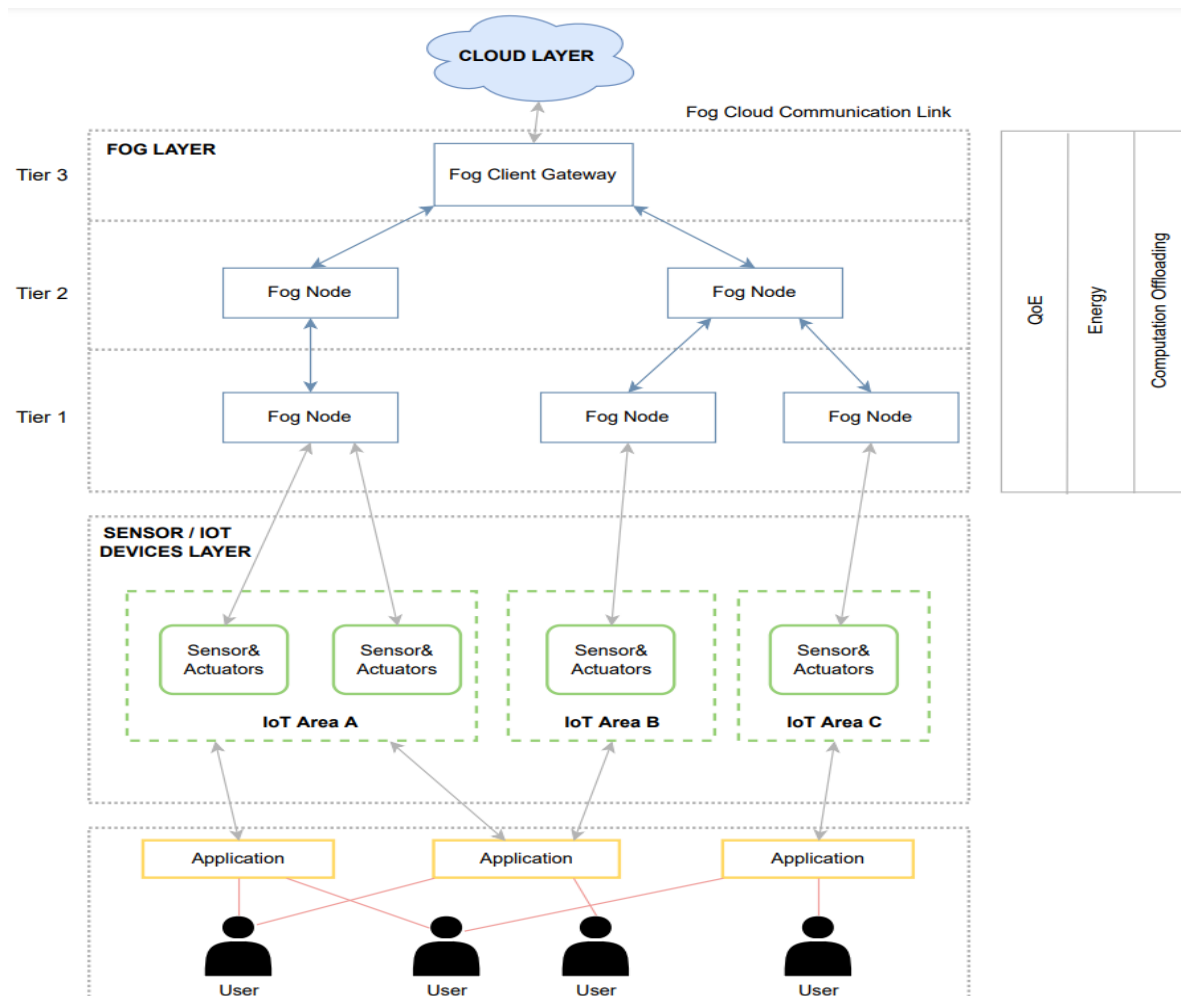 CLOUD LAYER
Fog Cloud Communication Link
FOG LAYER
Tier 3
Fog Client Gateway
Tier 2
Fog Node
Fog Node
Tier 1
Fog Node
Fog Node
Fog Node
QoE
Energy
Computation Offloading
SENSOR / IOT
DEVICES LAYER
Sensor&
Actuators
Sensor&
Actuators
IoT Area A
Sensor&
Actuators
IoT Area B
Sensor&
Actuators
IoT Area C
Application
Application
Application
User
User
User
User